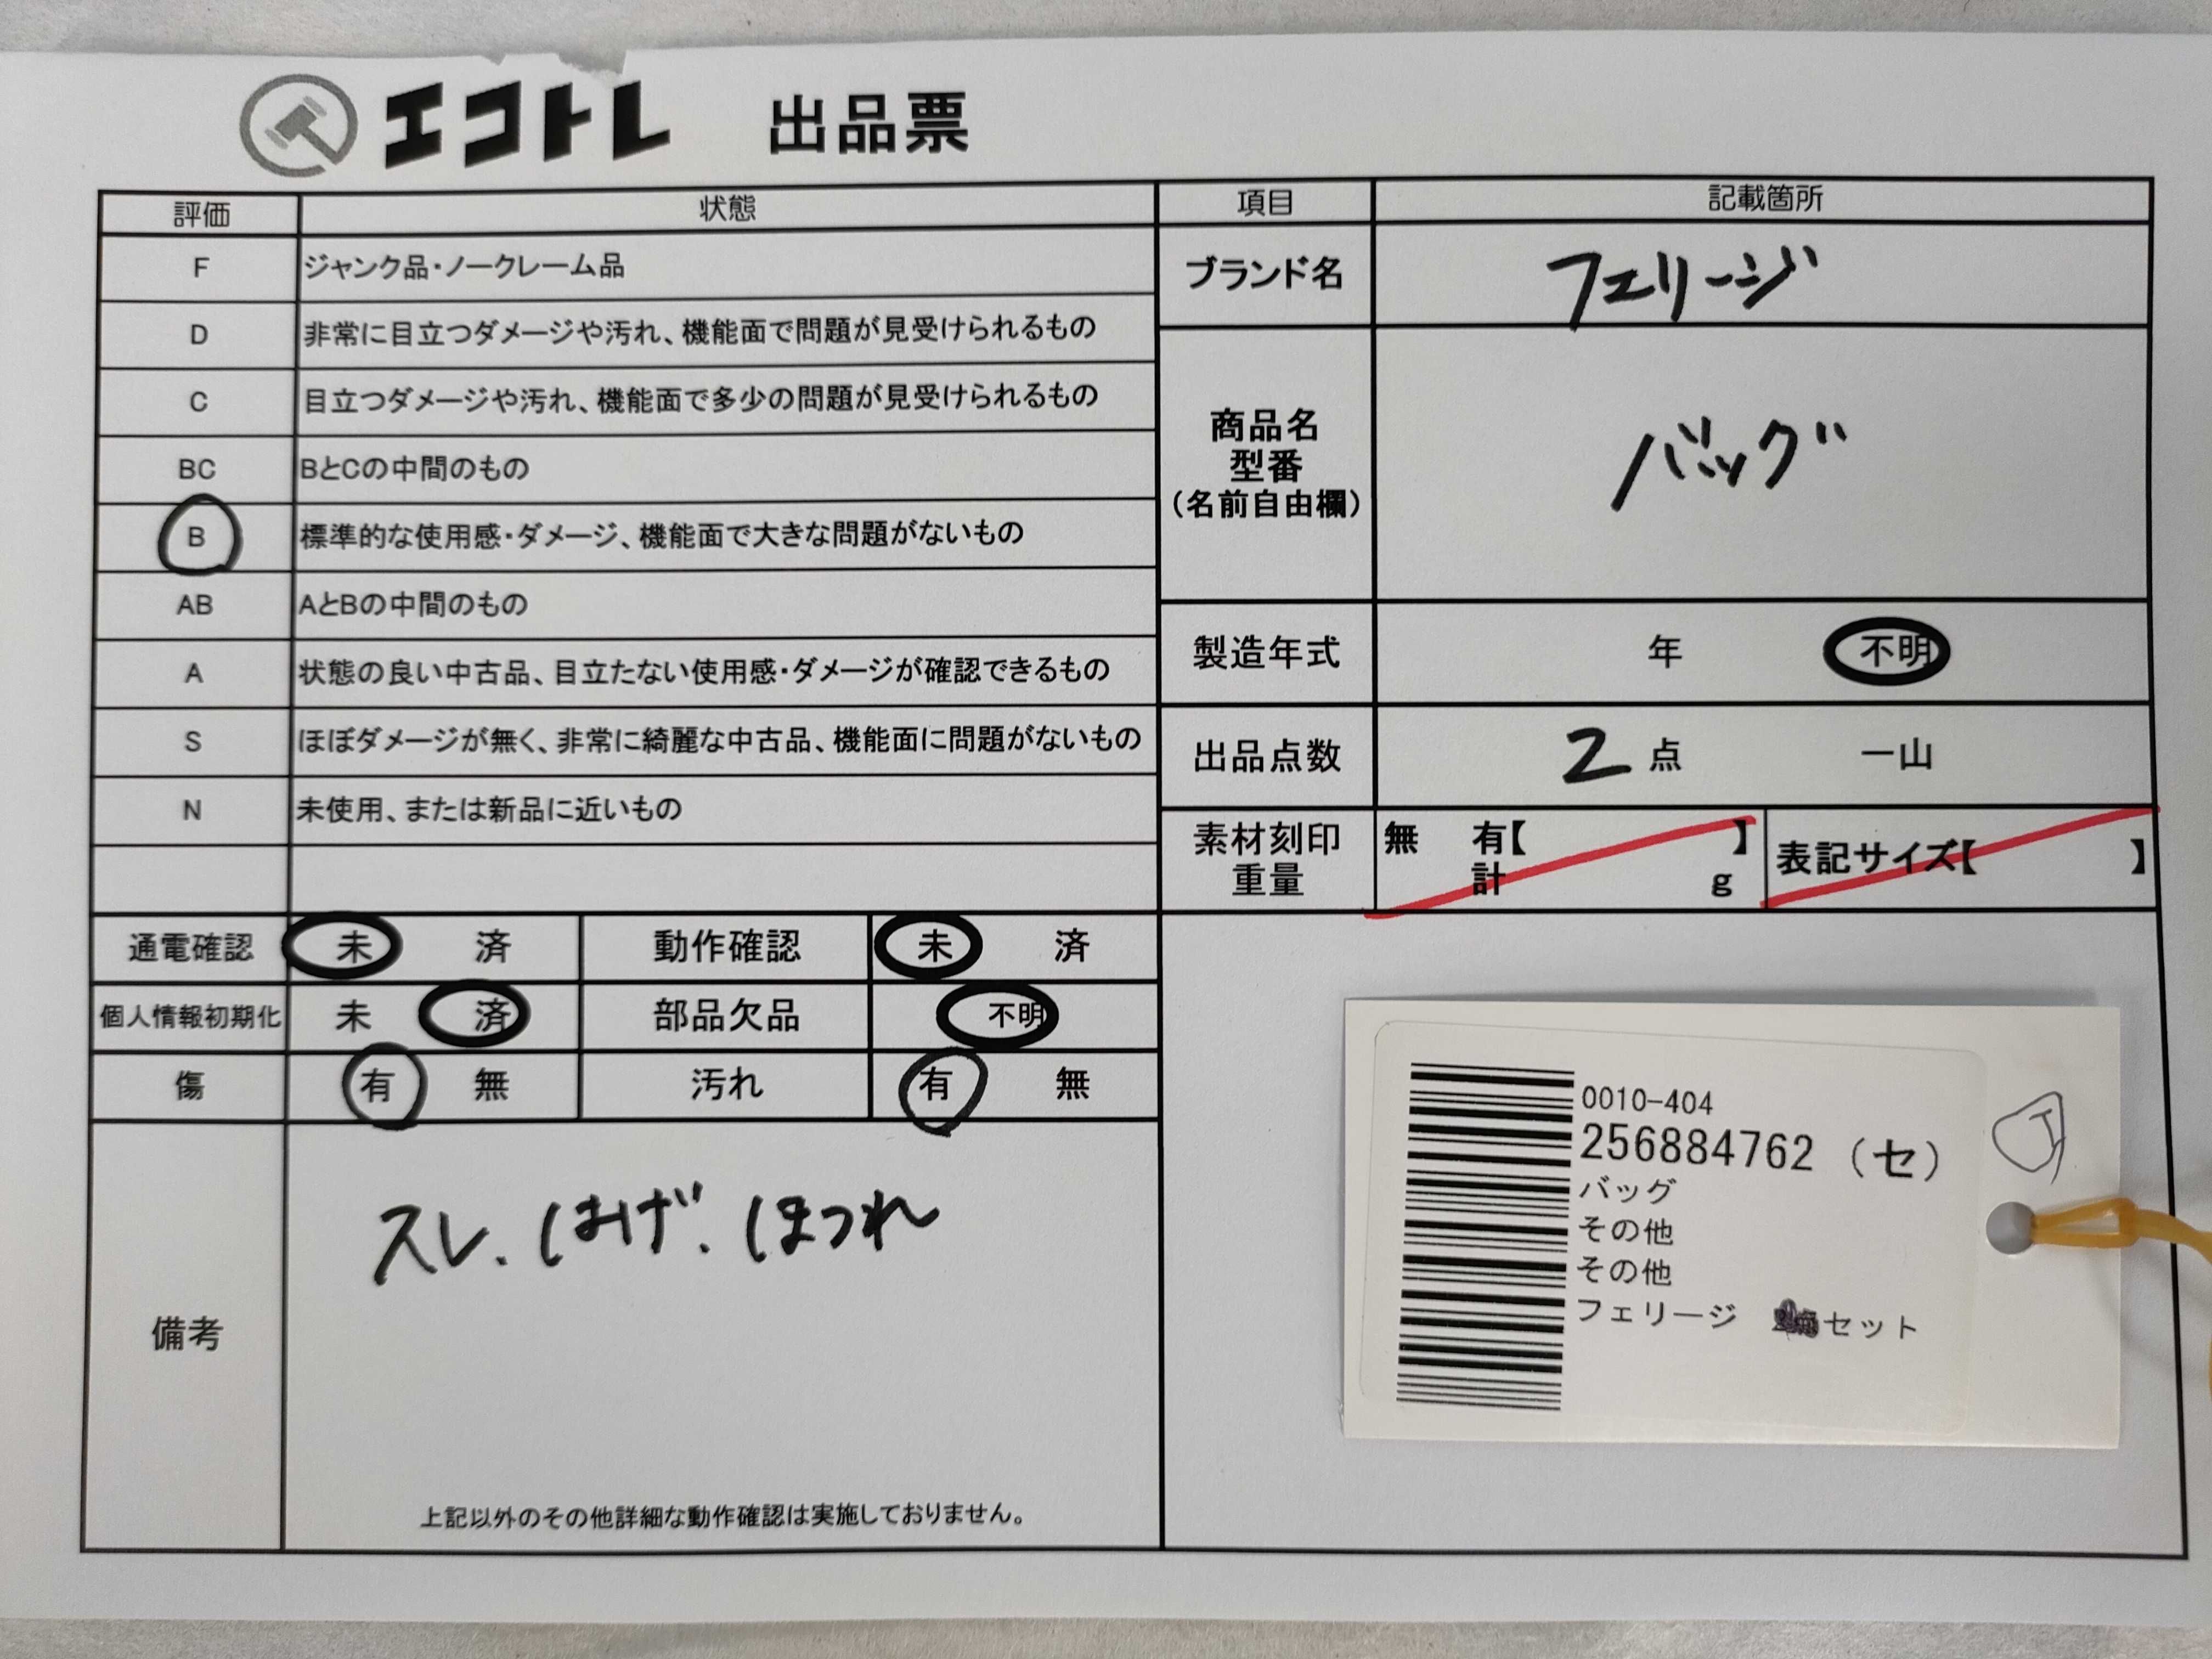 エコトレ 出品票
評価 状態
F ジャンク品・ノークレーム品
D 非常に目立つダメージや汚れ、機能面で問題が見受けられるもの
C 目立つダメージや汚れ、機能面で多少の問題が見受けられるもの
BC BとCの中間のもの
B 標準的な使用感・ダメージ、機能面で大きな問題がないもの
AB AとBの中間のもの
A 状態の良い中古品、目立たない使用感・ダメージが確認できるもの
S ほぼダメージが無く、非常に綺麗な中古品、機能面に問題がないもの
N 未使用、または新品に近いもの
通電確認 未 済 動作確認 未 済
個人情報初期化 未 済 部品欠品 不明
傷 有 無 汚れ 有 無
備考
スレ、はげ、ほつれ
上記以外のその他詳細な動作確認は実施しておりません。
項目 記載箇所
ブランド名 フェリージ
商品名
型番
(名前自由欄)
バッグ
製造年式 年 不明
出品点数 2 点 一山
素材刻印
重量
無 有【 】
計 g
表記サイズ【 】
0010-404
256884762 (セ)
バッグ
その他
その他
フェリージ セット